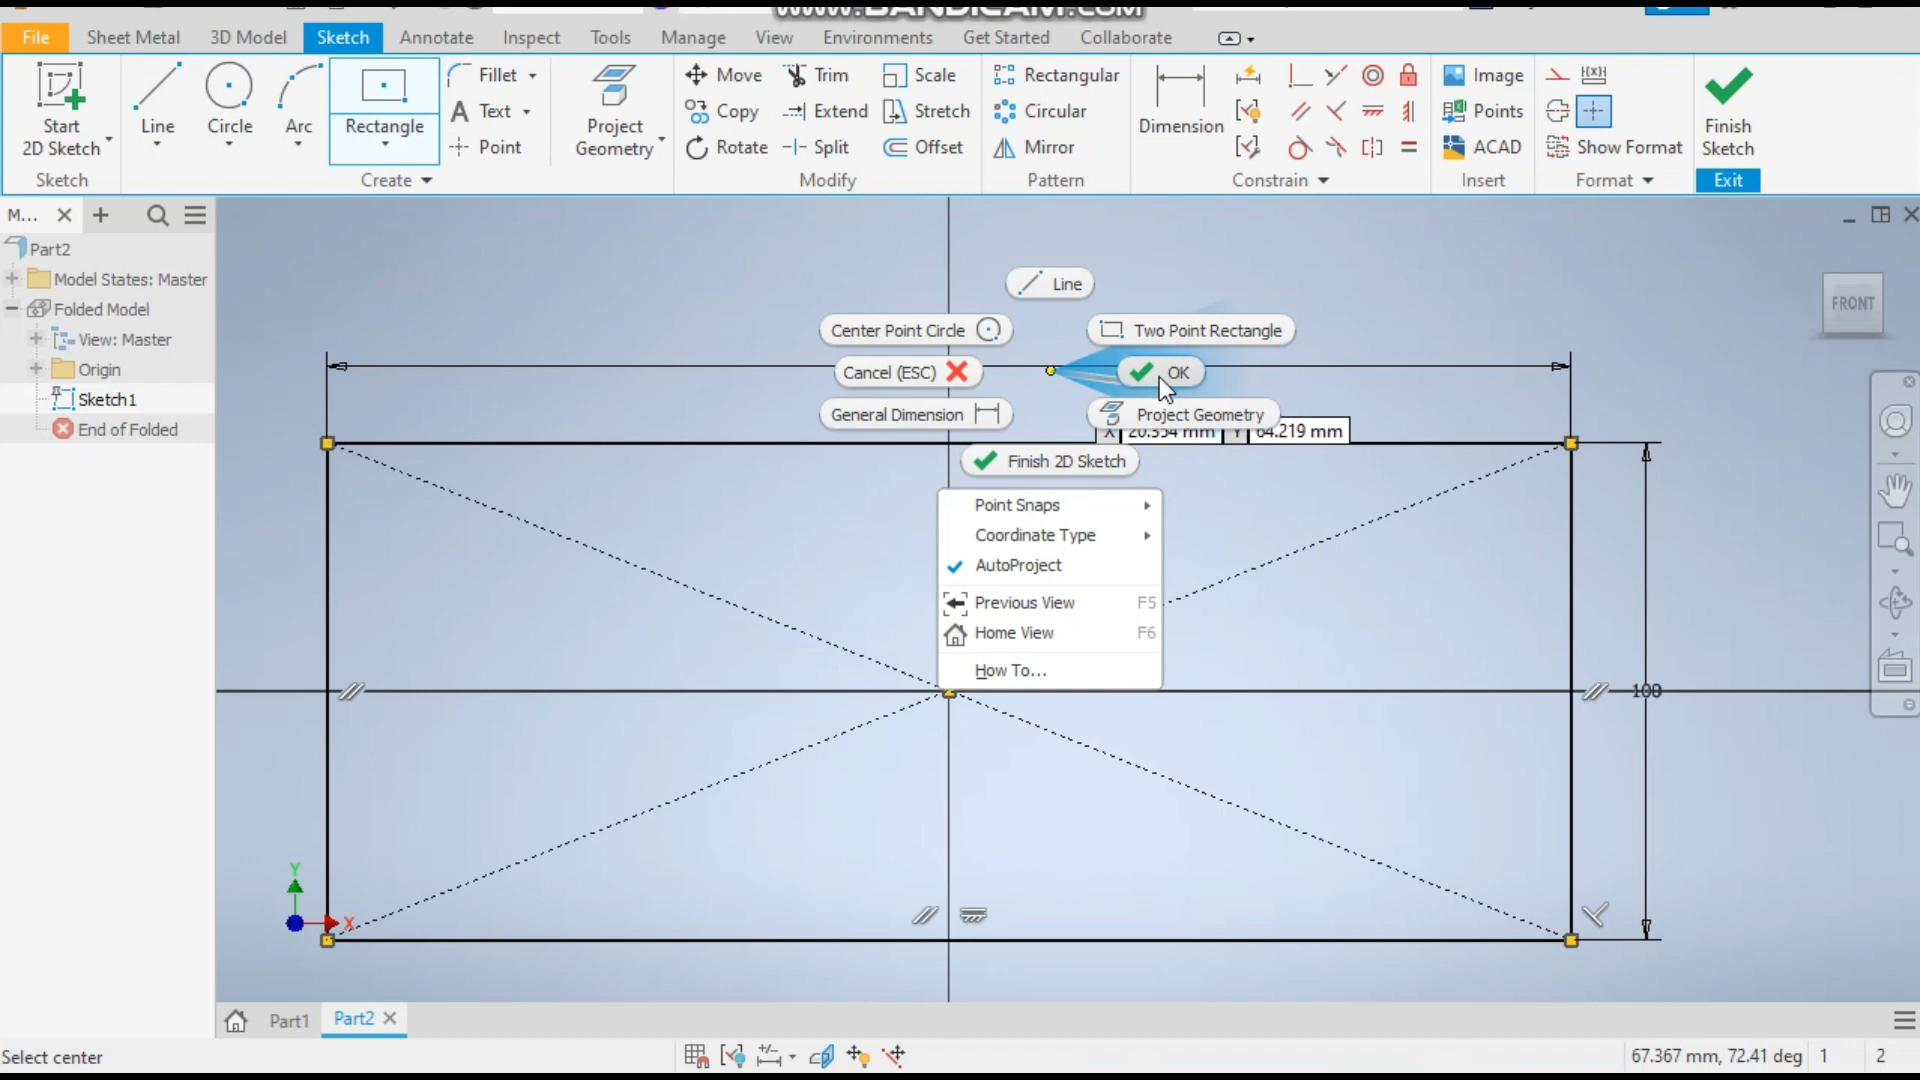 www.BANDICAM.com
File Sheet Metal 3D Model Sketch Annotate Inspect Tools Manage View Environments Get Started Collaborate
Start 2D Sketch
Line
Circle
Arc
Rectangle
Fillet
Text
Point
Project Geometry
Move
Copy
Rotate
Trim
Extend
Split
Scale
Stretch
Offset
Rectangular
Circular
Mirror
Dimension
Image
Points
ACAD
Show Format
Finish Sketch
Sketch Create Modify Pattern Constrain Insert Format Exit
M...
Part2
Model States: Master
Folded Model
View: Master
Origin
Sketch1
End of Folded
FRONT
Line
Center Point Circle
Two Point Rectangle
Cancel (ESC)
OK
General Dimension
Project Geometry
X 20.354 mm Y 64.219 mm
Finish 2D Sketch
Point Snaps
Coordinate Type
AutoProject
Previous View F5
Home View F6
How To...
100
Y
X
Part1 Part2
Select center
67.367 mm, 72.41 deg 1 2